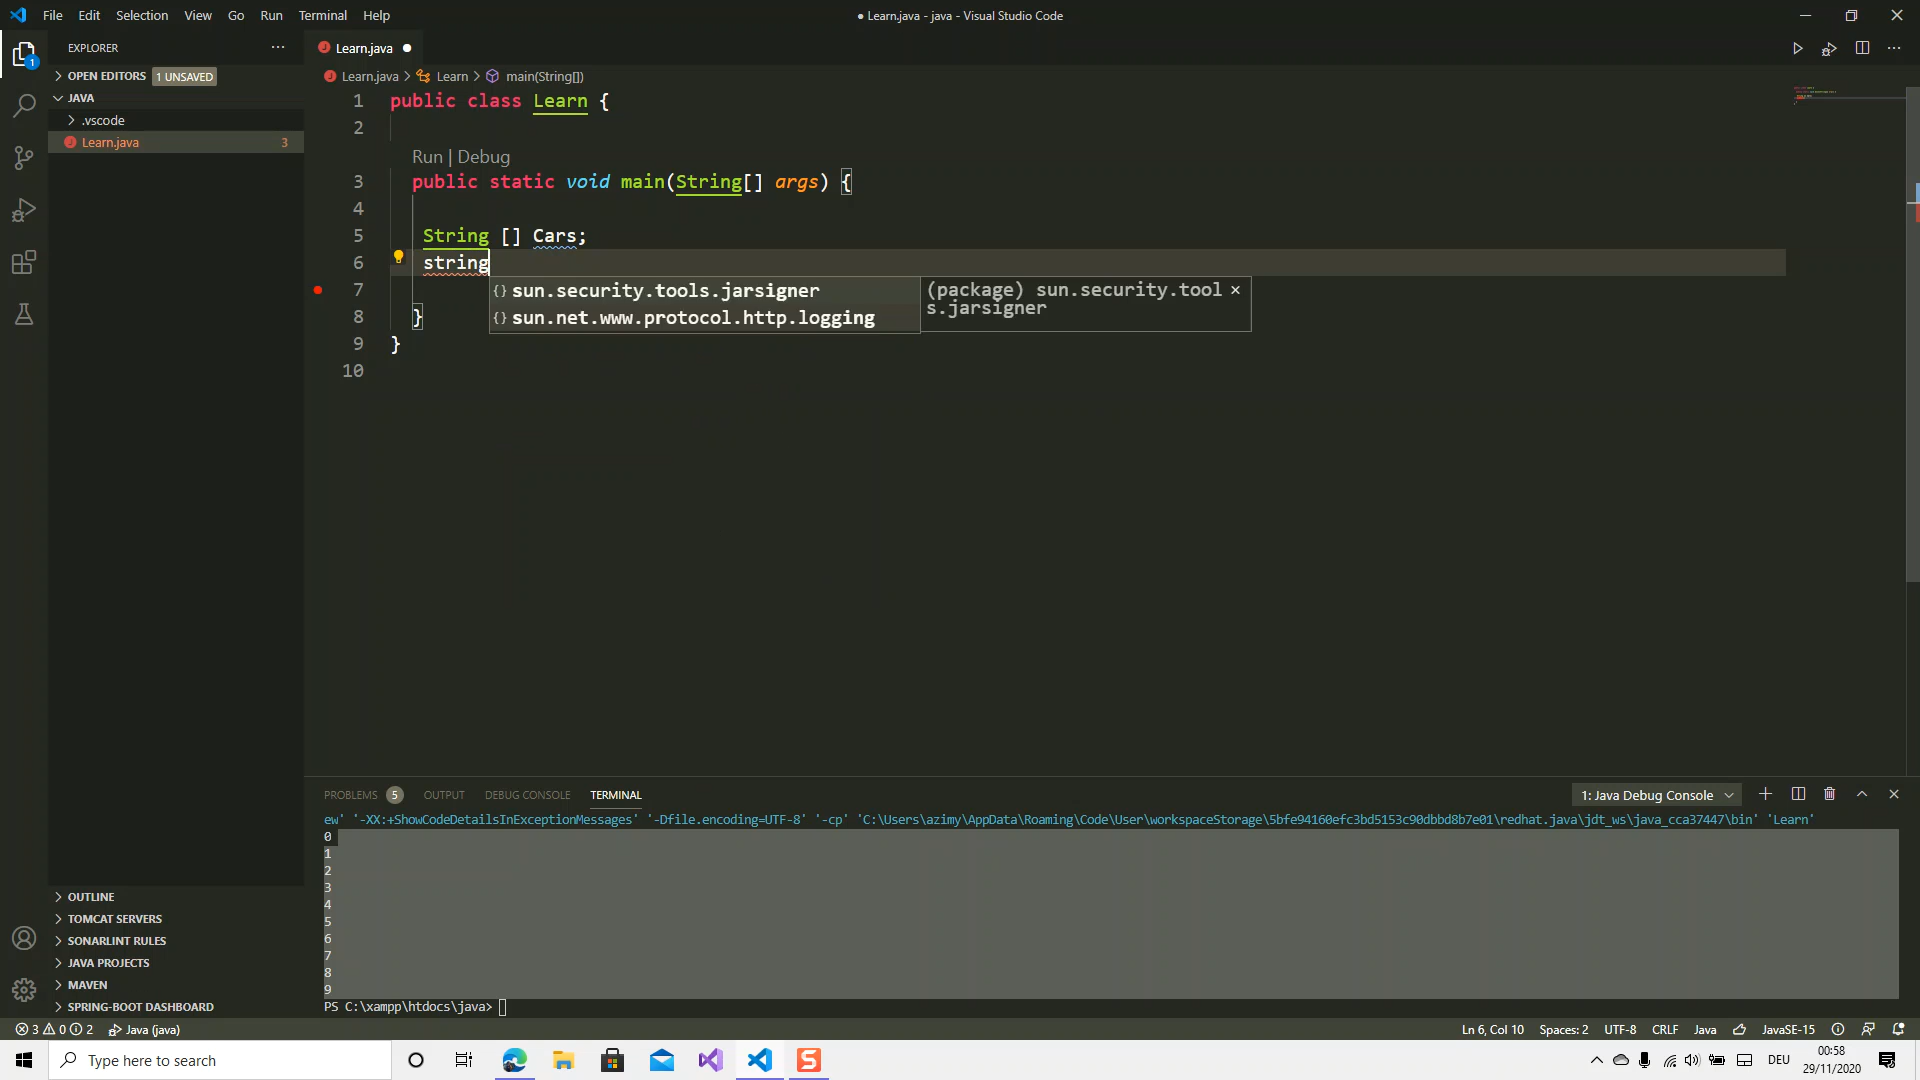 File Edit Selection View Go Run Terminal Help
● Learn.java - java - Visual Studio Code
EXPLORER
1
OPEN EDITORS 1 UNSAVED
JAVA
.vscode
Learn.java 3
OUTLINE
TOMCAT SERVERS
SONARLINT RULES
JAVA PROJECTS
MAVEN
SPRING-BOOT DASHBOARD
Learn.java ●
Learn.java > Learn > main(String[])
1 public class Learn {
2
Run | Debug
3 public static void main(String[] args) {
4
5 String [] Cars;
6 string
7
8 }
9 }
10
sun.security.tools.jarsigner
sun.net.www.protocol.http.logging
(package) sun.security.tool
s.jarsigner
PROBLEMS 5 OUTPUT DEBUG CONSOLE TERMINAL
1: Java Debug Console
ew' '-XX:+ShowCodeDetailsInExceptionMessages' '-Dfile.encoding=UTF-8' '-cp' 'C:\Users\azimy\AppData\Roaming\Code\User\workspaceStorage\5bfe94160efc3bd5153c90dbbd8b7e01\redhat.java\jdt_ws\java_cca37447\bin' 'Learn'
0
1
2
3
4
5
6
7
8
9
PS C:\xampp\htdocs\java>
3 0 2 Java (java)
Ln 6, Col 10 Spaces: 2 UTF-8 CRLF Java JavaSE-15
Type here to search
DEU
00:58
29/11/2020